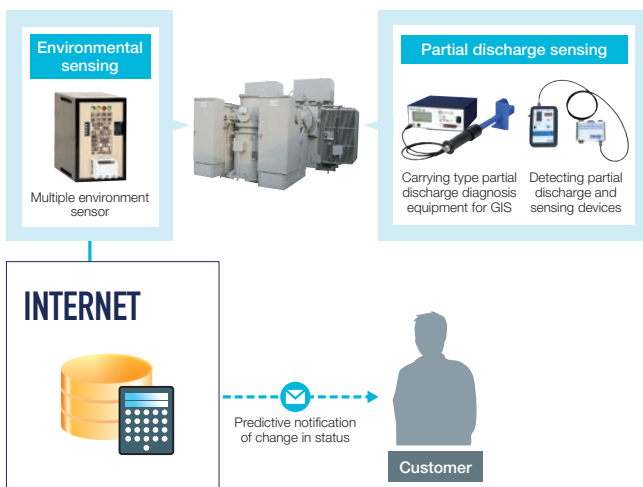 Environmental
sensing
Multiple environment
sensor
Partial discharge sensing
Carrying type partial
discharge diagnosis
equipment for GIS
Detecting partial
discharge and
sensing devices
INTERNET
Predictive notification
of change in status
Customer